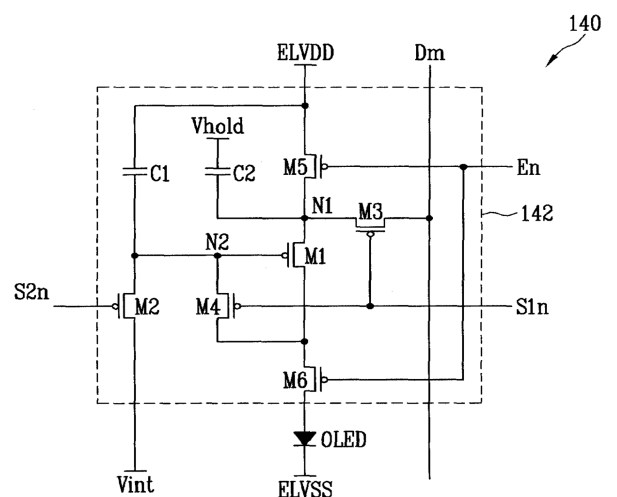 140
ELVDD
Dm
Vhold
C1
C2
M5
En
N1
M3
142
N2
M1
S2n
M2
M4
S1n
M6
OLED
Vint
ELVSS